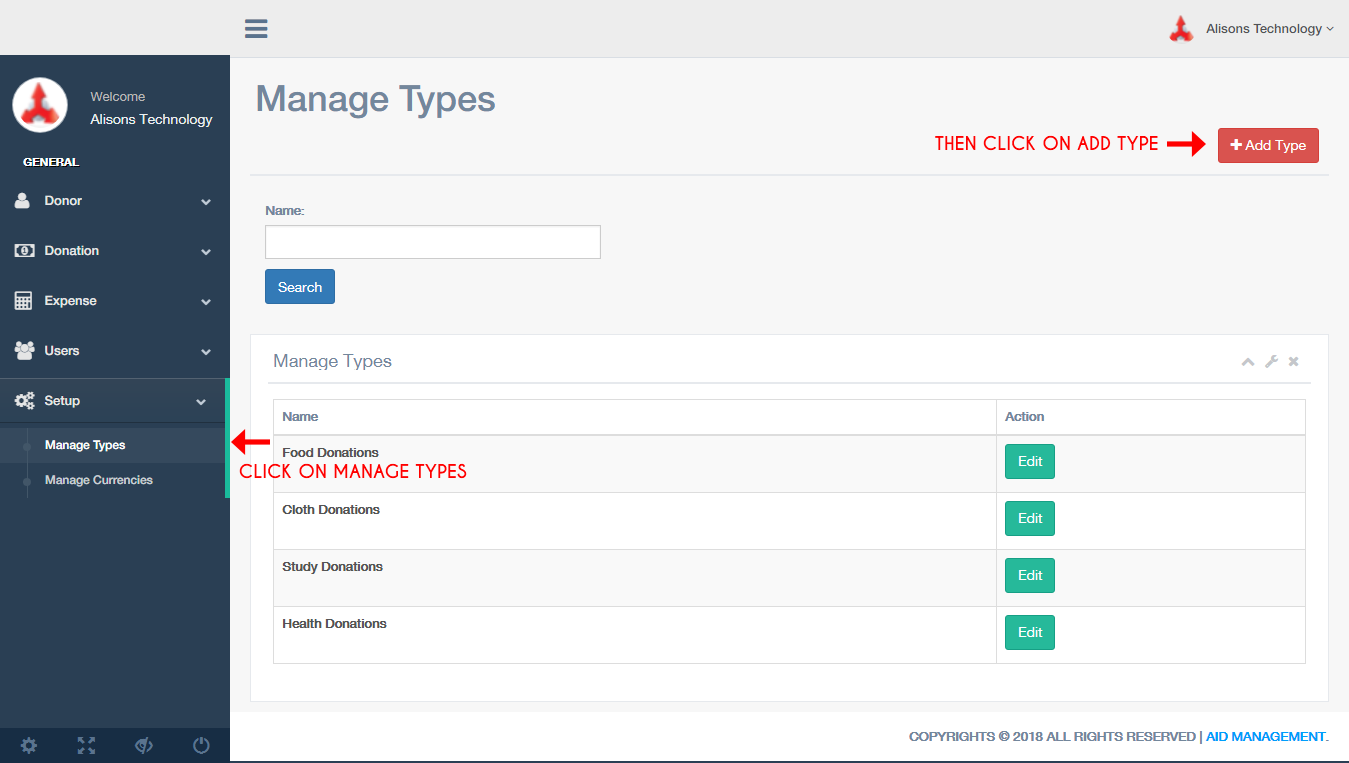 Alisons Technology
Welcome
Alisons Technology
GENERAL
Donor
Donation
Expense
Users
Setup
Manage Types
Manage Currencies
Manage Types
THEN CLICK ON ADD TYPE
Add Type
Name:
Search
Manage Types
Name Action
Food Donations Edit
CLICK ON MANAGE TYPES
Cloth Donations Edit
Study Donations Edit
Health Donations Edit
COPYRIGHTS © 2018 ALL RIGHTS RESERVED | AID MANAGEMENT.